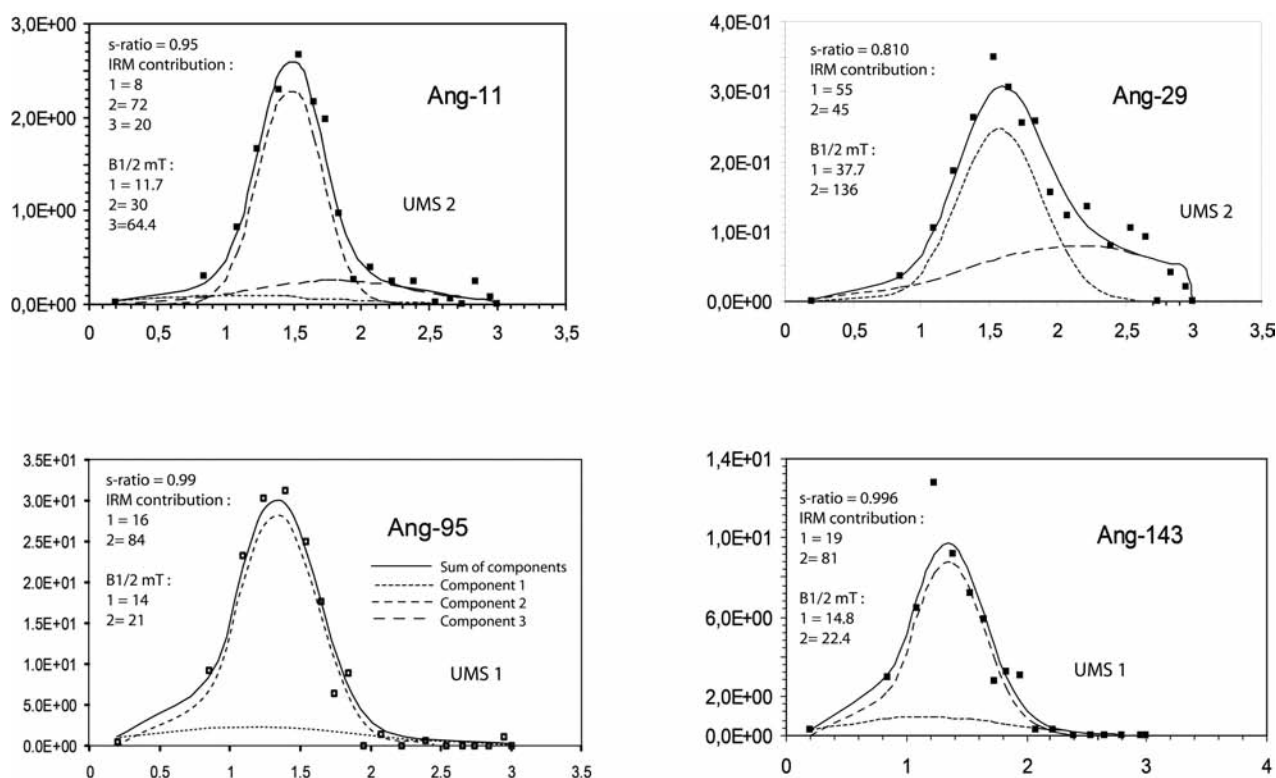 3,0E+00
2,0E+00
1,0E+00
0,0E+00
s-ratio = 0.95
IRM contribution :
1 = 8
2= 72
3 = 20
B1/2 mT :
1 = 11.7
2 = 30
3=64.4
Ang-11
UMS 2
0 0,5 1 1,5 2 2,5 3 3,5
4,0E-01
3,0E-01
2,0E-01
1,0E-01
0,0E+00
s-ratio = 0.810
IRM contribution :
1 = 55
2= 45
B1/2 mT :
1 = 37.7
2 = 136
Ang-29
UMS 2
0 0,5 1 1,5 2 2,5 3 3,5
3.5E+01
3.0E+01
2.5E+01
2.0E+01
1.5E+01
1.0E+01
5.0E+00
0.0E+00
s-ratio = 0.99
IRM contribution :
1 = 16
2= 84
B1/2 mT :
1 = 14
2= 21
Ang-95
Sum of components
Component 1
Component 2
Component 3
UMS 1
0 0.5 1 1.5 2 2.5 3 3.5
1,4E+01
1,0E+01
6,0E+00
2,0E+00
0,0E+00
s-ratio = 0.996
IRM contribution :
1 = 19
2= 81
B1/2 mT :
1 = 14.8
2= 22.4
Ang-143
UMS 1
0 1 2 3 4